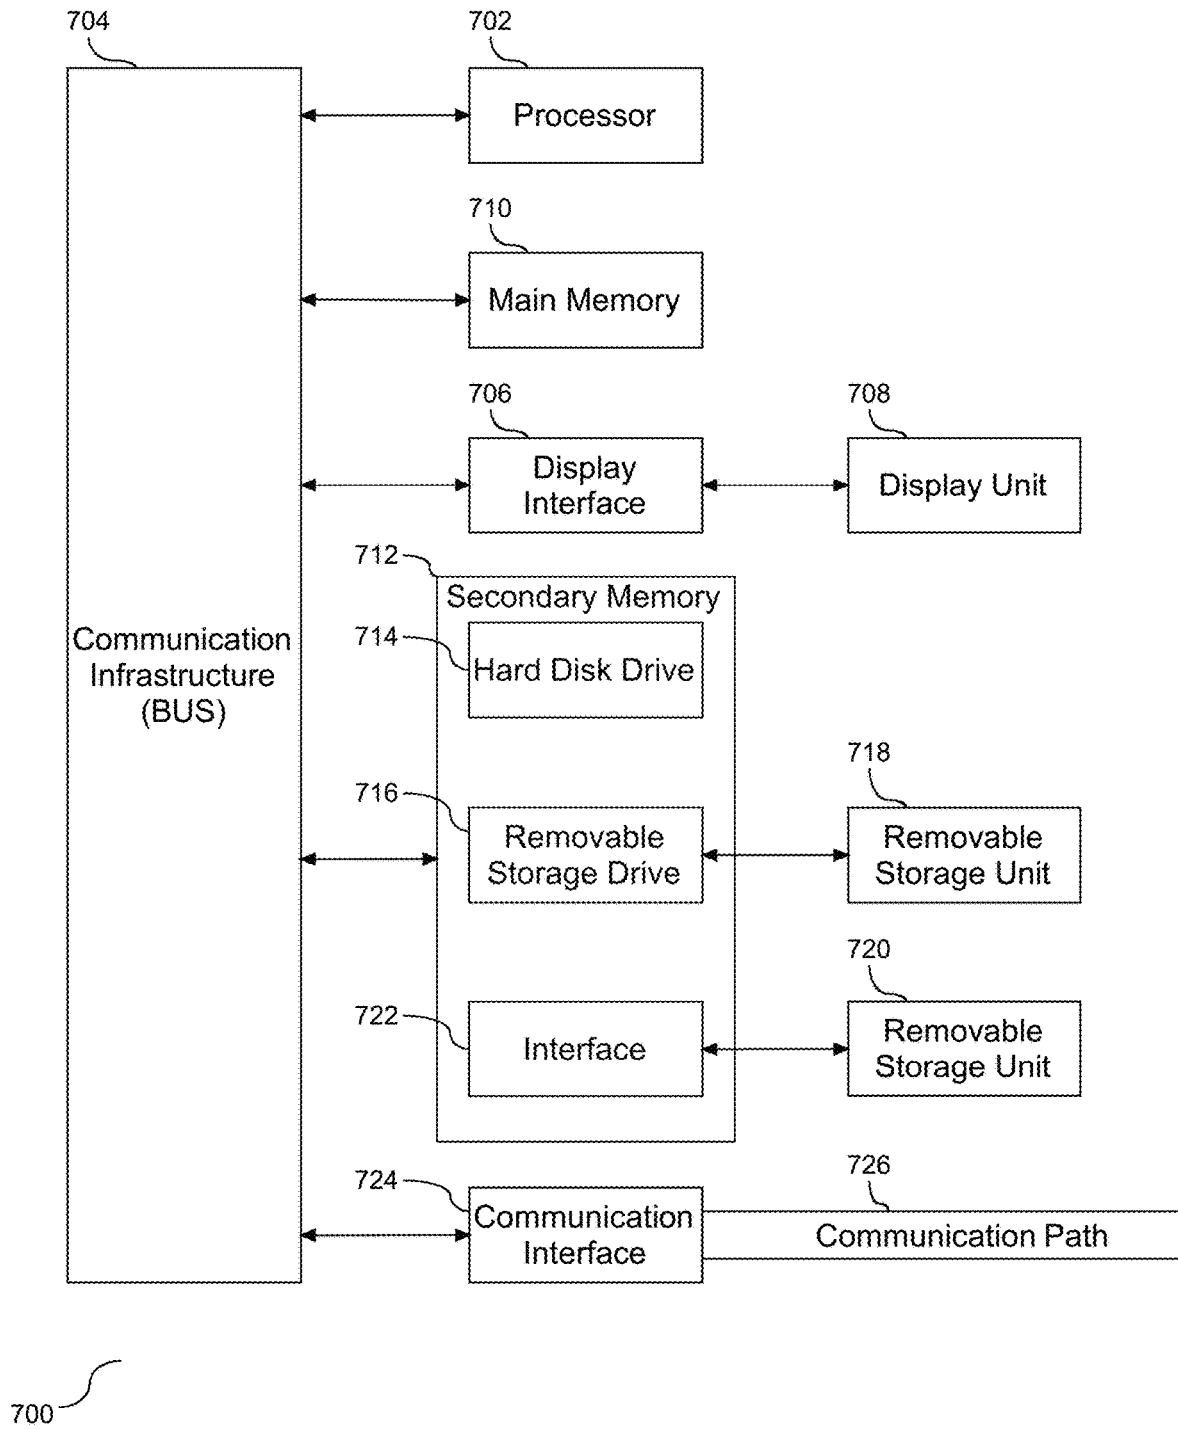 704
702
Processor
710
Main Memory
706
708
Display
Interface
Display Unit
712
Secondary Memory
714
Hard Disk Drive
Communication
Infrastructure
(BUS)
716
718
Removable
Storage Drive
Removable
Storage Unit
720
722
Interface
Removable
Storage Unit
724
726
Communication
Interface
Communication Path
700